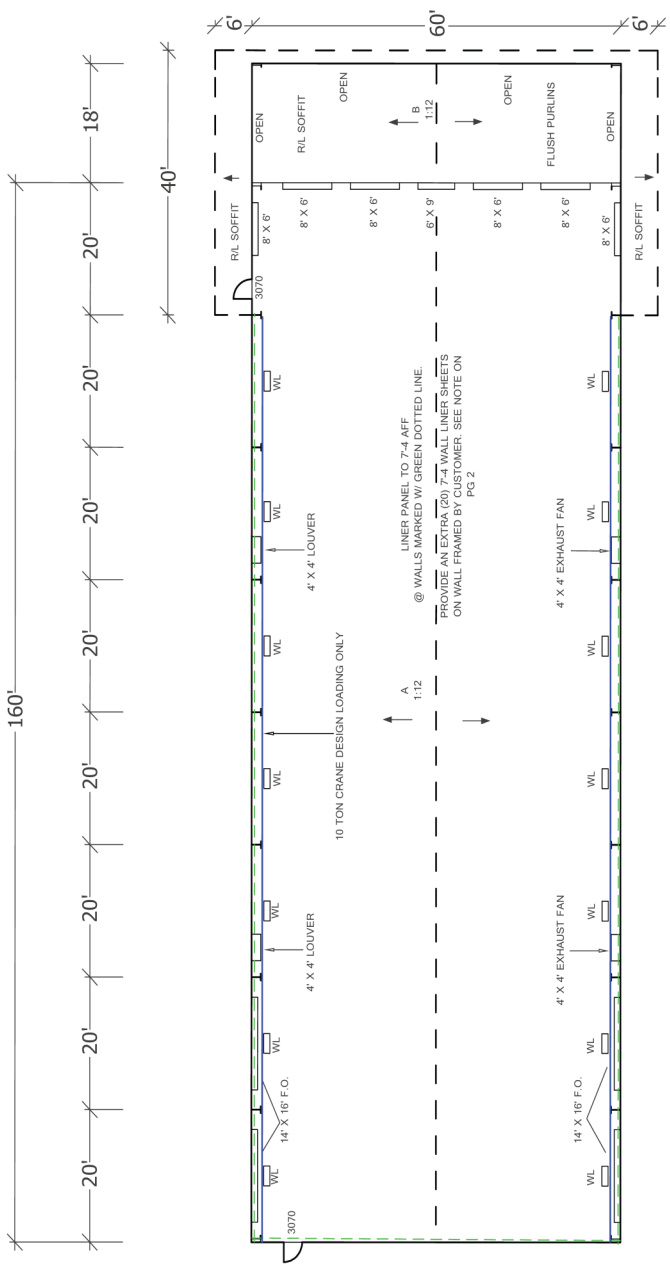 6'
60'
6'
18'
40'
160'
20'
20'
20'
20'
20'
20'
20'
20'
OPEN
R/L SOFFIT
OPEN
B
1:12
OPEN
FLUSH PURLINS
OPEN
R/L SOFFIT
8' X 6'
8' X 6'
8' X 6'
6' X 9'
8' X 6'
8' X 6'
8' X 6'
R/L SOFFIT
3070
WL
WL
LINER PANEL TO 7'-4 AFF
@ WALLS MARKED W/ GREEN DOTTED LINE.
PROVIDE AN EXTRA (20) 7'-4 WALL LINER SHEETS
ON WALL FRAMED BY CUSTOMER. SEE NOTE ON
PG 2
WL
WL
4' X 4' LOUVER
4' X 4' EXHAUST FAN
WL
WL
10 TON CRANE DESIGN LOADING ONLY
A
1:12
WL
WL
WL
WL
4' X 4' LOUVER
4' X 4' EXHAUST FAN
WL
WL
14' X 16' F.O.
14' X 16' F.O.
WL
WL
3070